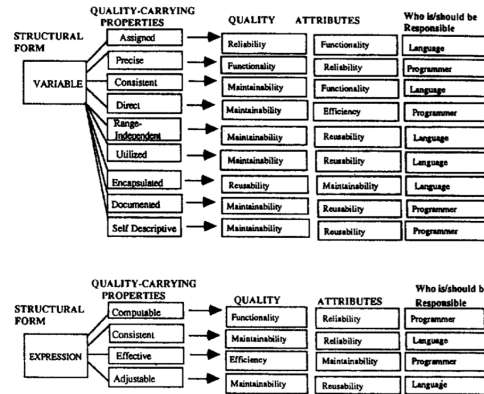 QUALITY-CARRYING
PROPERTIES
QUALITY ATTRIBUTES
Who is/should be
Responsible
STRUCTURAL
FORM
VARIABLE
Assigned
Reliability
Functionality
Language
Precise
Functionality
Reliability
Programmer
Consistent
Maintainability
Functionality
Language
Direct
Maintainability
Efficiency
Programmer
Range-
Independent
Maintainability
Reusability
Language
Utilized
Maintainability
Reusability
Language
Encapsulated
Reusability
Maintainability
Language
Documented
Maintainability
Reusability
Programmer
Self Descriptive
Maintainability
Reusability
Programmer
QUALITY-CARRYING
PROPERTIES
QUALITY ATTRIBUTES
Who is/should be
Responsible
STRUCTURAL
FORM
EXPRESSION
Computable
Functionality
Reliability
Programmer
Consistent
Maintainability
Reliability
Language
Effective
Efficiency
Maintainability
Programmer
Adjustable
Maintainability
Reusability
Language